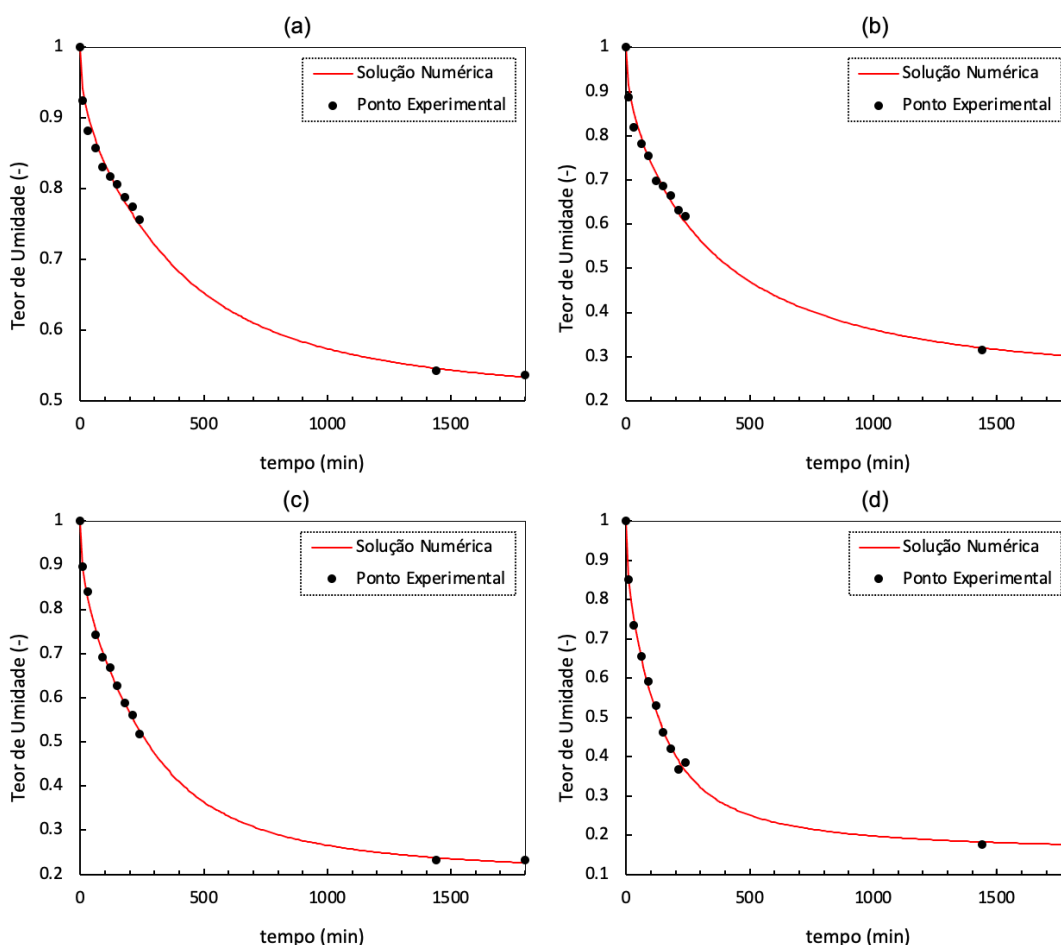 (a)
1
0.9
0.8
0.7
0.6
0.5
Teor de Umidade (-)
Solução Numérica
Ponto Experimental
0 500 1000 1500
tempo (min)
(b)
1
0.9
0.8
0.7
0.6
0.5
0.4
0.3
0.2
Teor de Umidade (-)
Solução Numérica
Ponto Experimental
0 500 1000 1500
tempo (min)
(c)
1
0.9
0.8
0.7
0.6
0.5
0.4
0.3
0.2
Teor de Umidade (-)
Solução Numérica
Ponto Experimental
0 500 1000 1500
tempo (min)
(d)
1
0.9
0.8
0.7
0.6
0.5
0.4
0.3
0.2
0.1
Teor de Umidade (-)
Solução Numérica
Ponto Experimental
0 500 1000 1500
tempo (min)